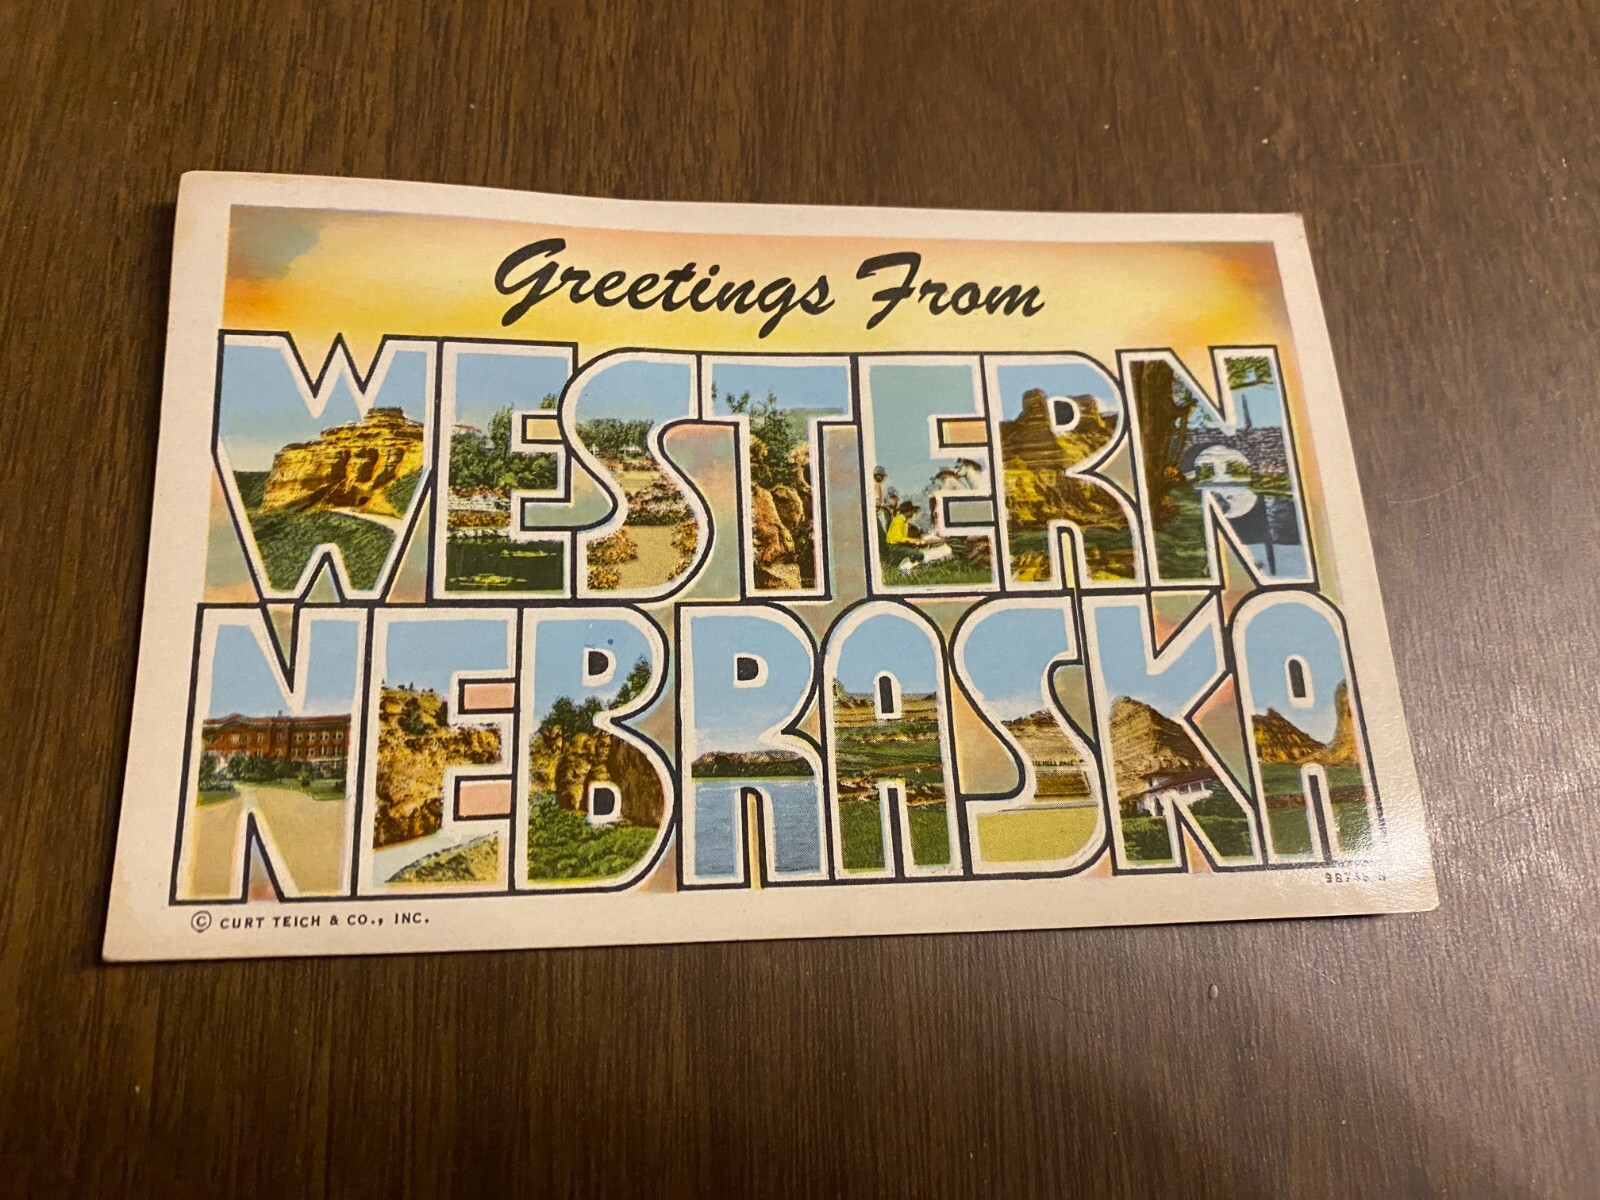 Greetings From
WESTERN
NEBRASKA
© CURT TEICH & CO., INC.